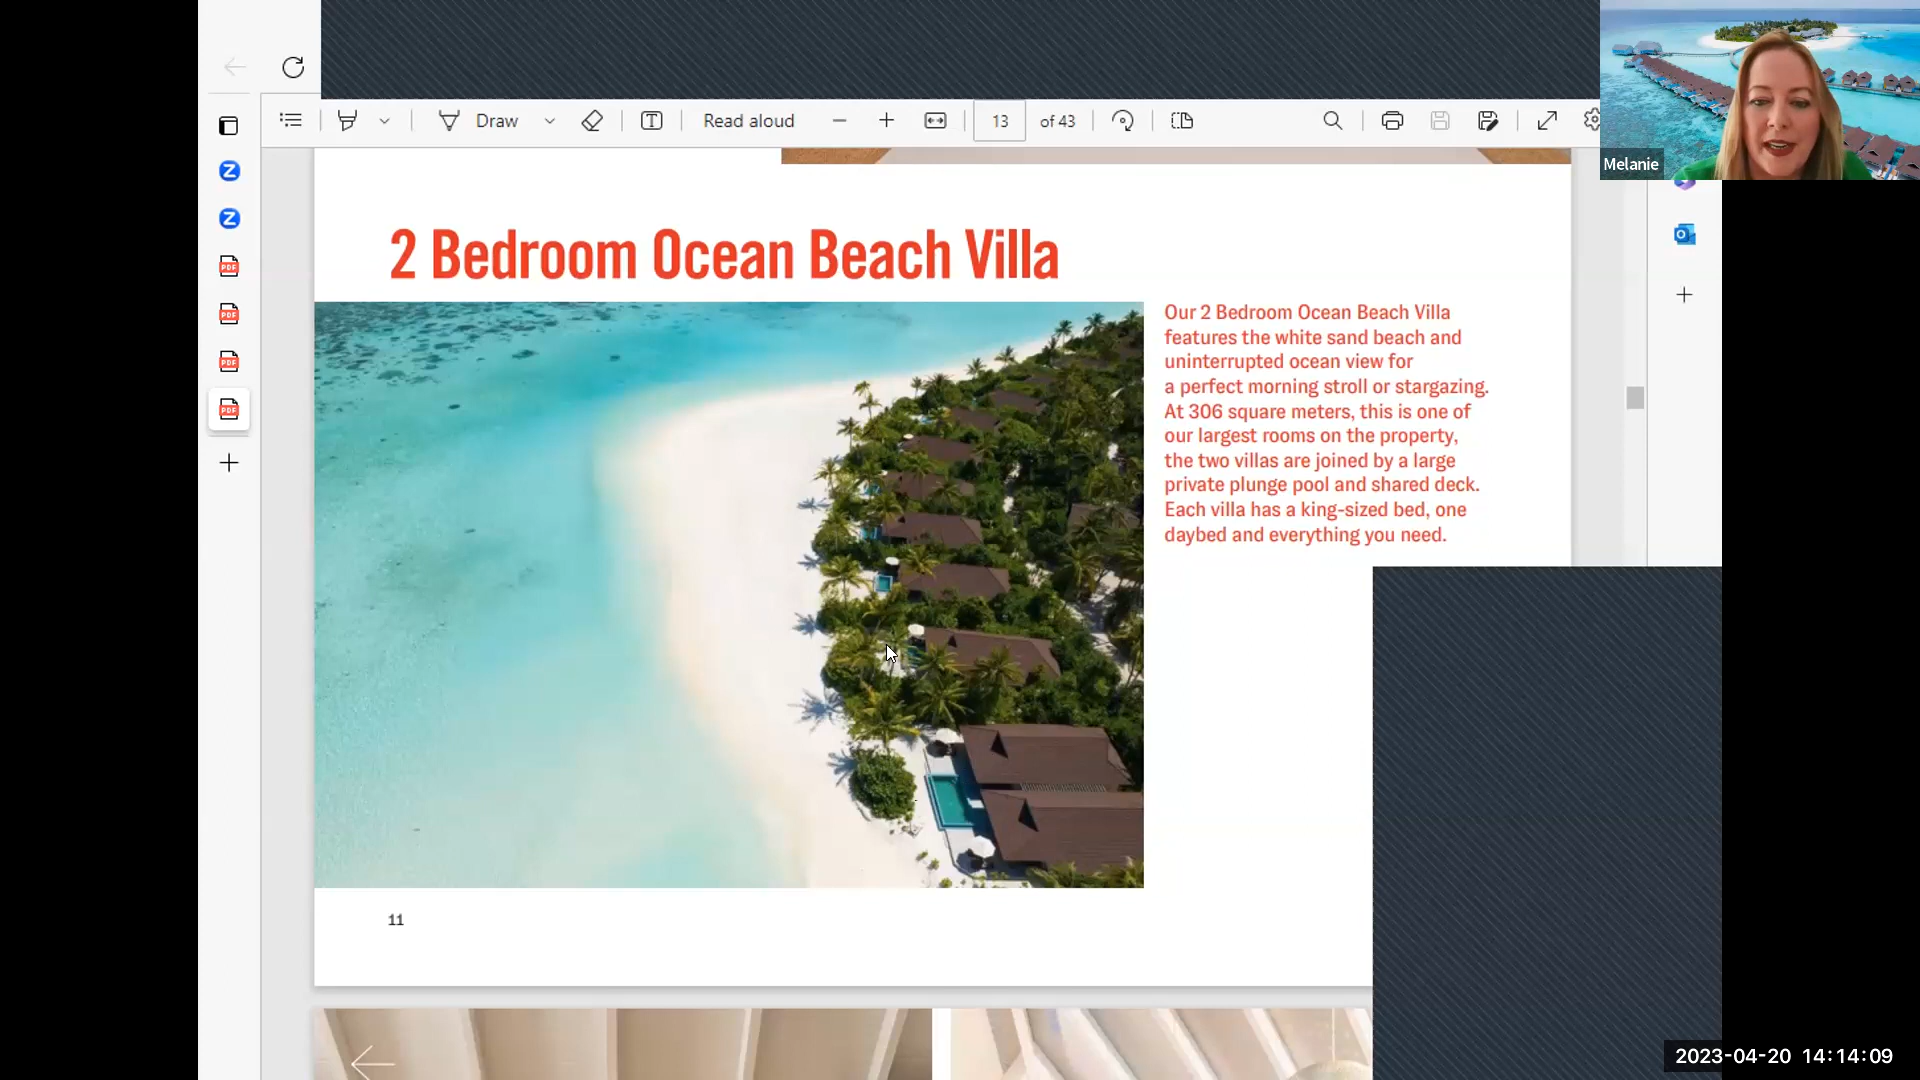 Draw
Read aloud
13
of 43
Melanie
2 Bedroom Ocean Beach Villa
Our 2 Bedroom Ocean Beach Villa
features the white sand beach and
uninterrupted ocean view for
a perfect morning stroll or stargazing.
At 306 square meters, this is one of
our largest rooms on the property,
the two villas are joined by a large
private plunge pool and shared deck.
Each villa has a king-sized bed, one
daybed and everything you need.
PDF
PDF
PDF
PDF
11
2023-04-20 14:14:09